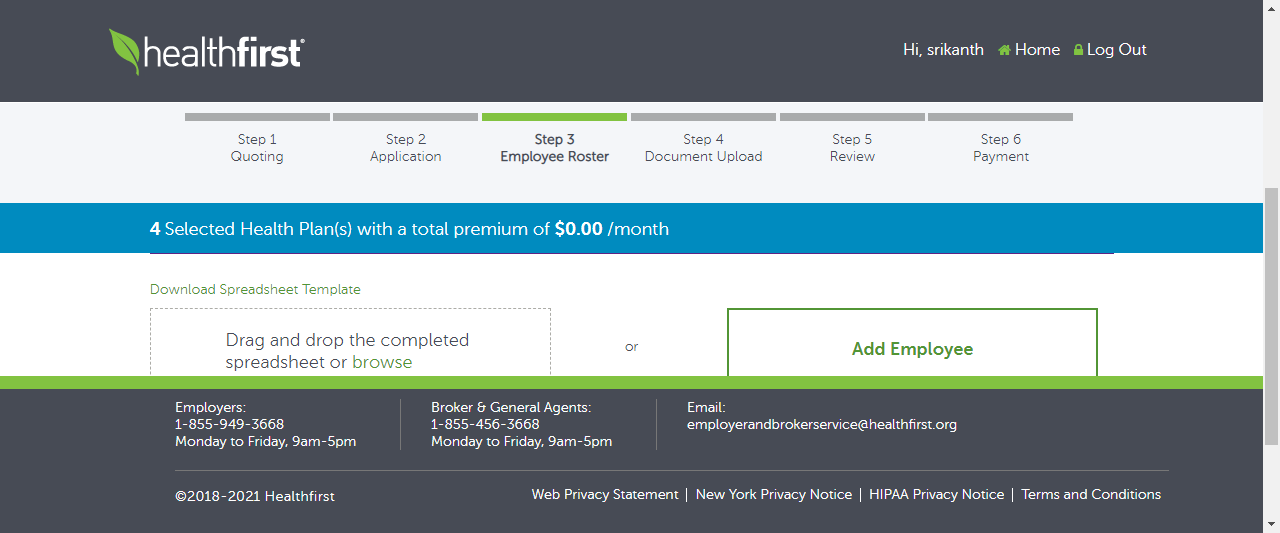 healthfirst®
Hi, srikanth Home Log Out
Step 1
Quoting
Step 2
Application
Step 3
Employee Roster
Step 4
Document Upload
Step 5
Review
Step 6
Payment
4 Selected Health Plan(s) with a total premium of $0.00 /month
Download Spreadsheet Template
Drag and drop the completed
spreadsheet or browse
or
Add Employee
Employers:
1-855-949-3668
Monday to Friday, 9am-5pm
Broker & General Agents:
1-855-456-3668
Monday to Friday, 9am-5pm
Email:
employerandbrokerservice@healthfirst.org
©2018-2021 Healthfirst
Web Privacy Statement | New York Privacy Notice | HIPAA Privacy Notice | Terms and Conditions